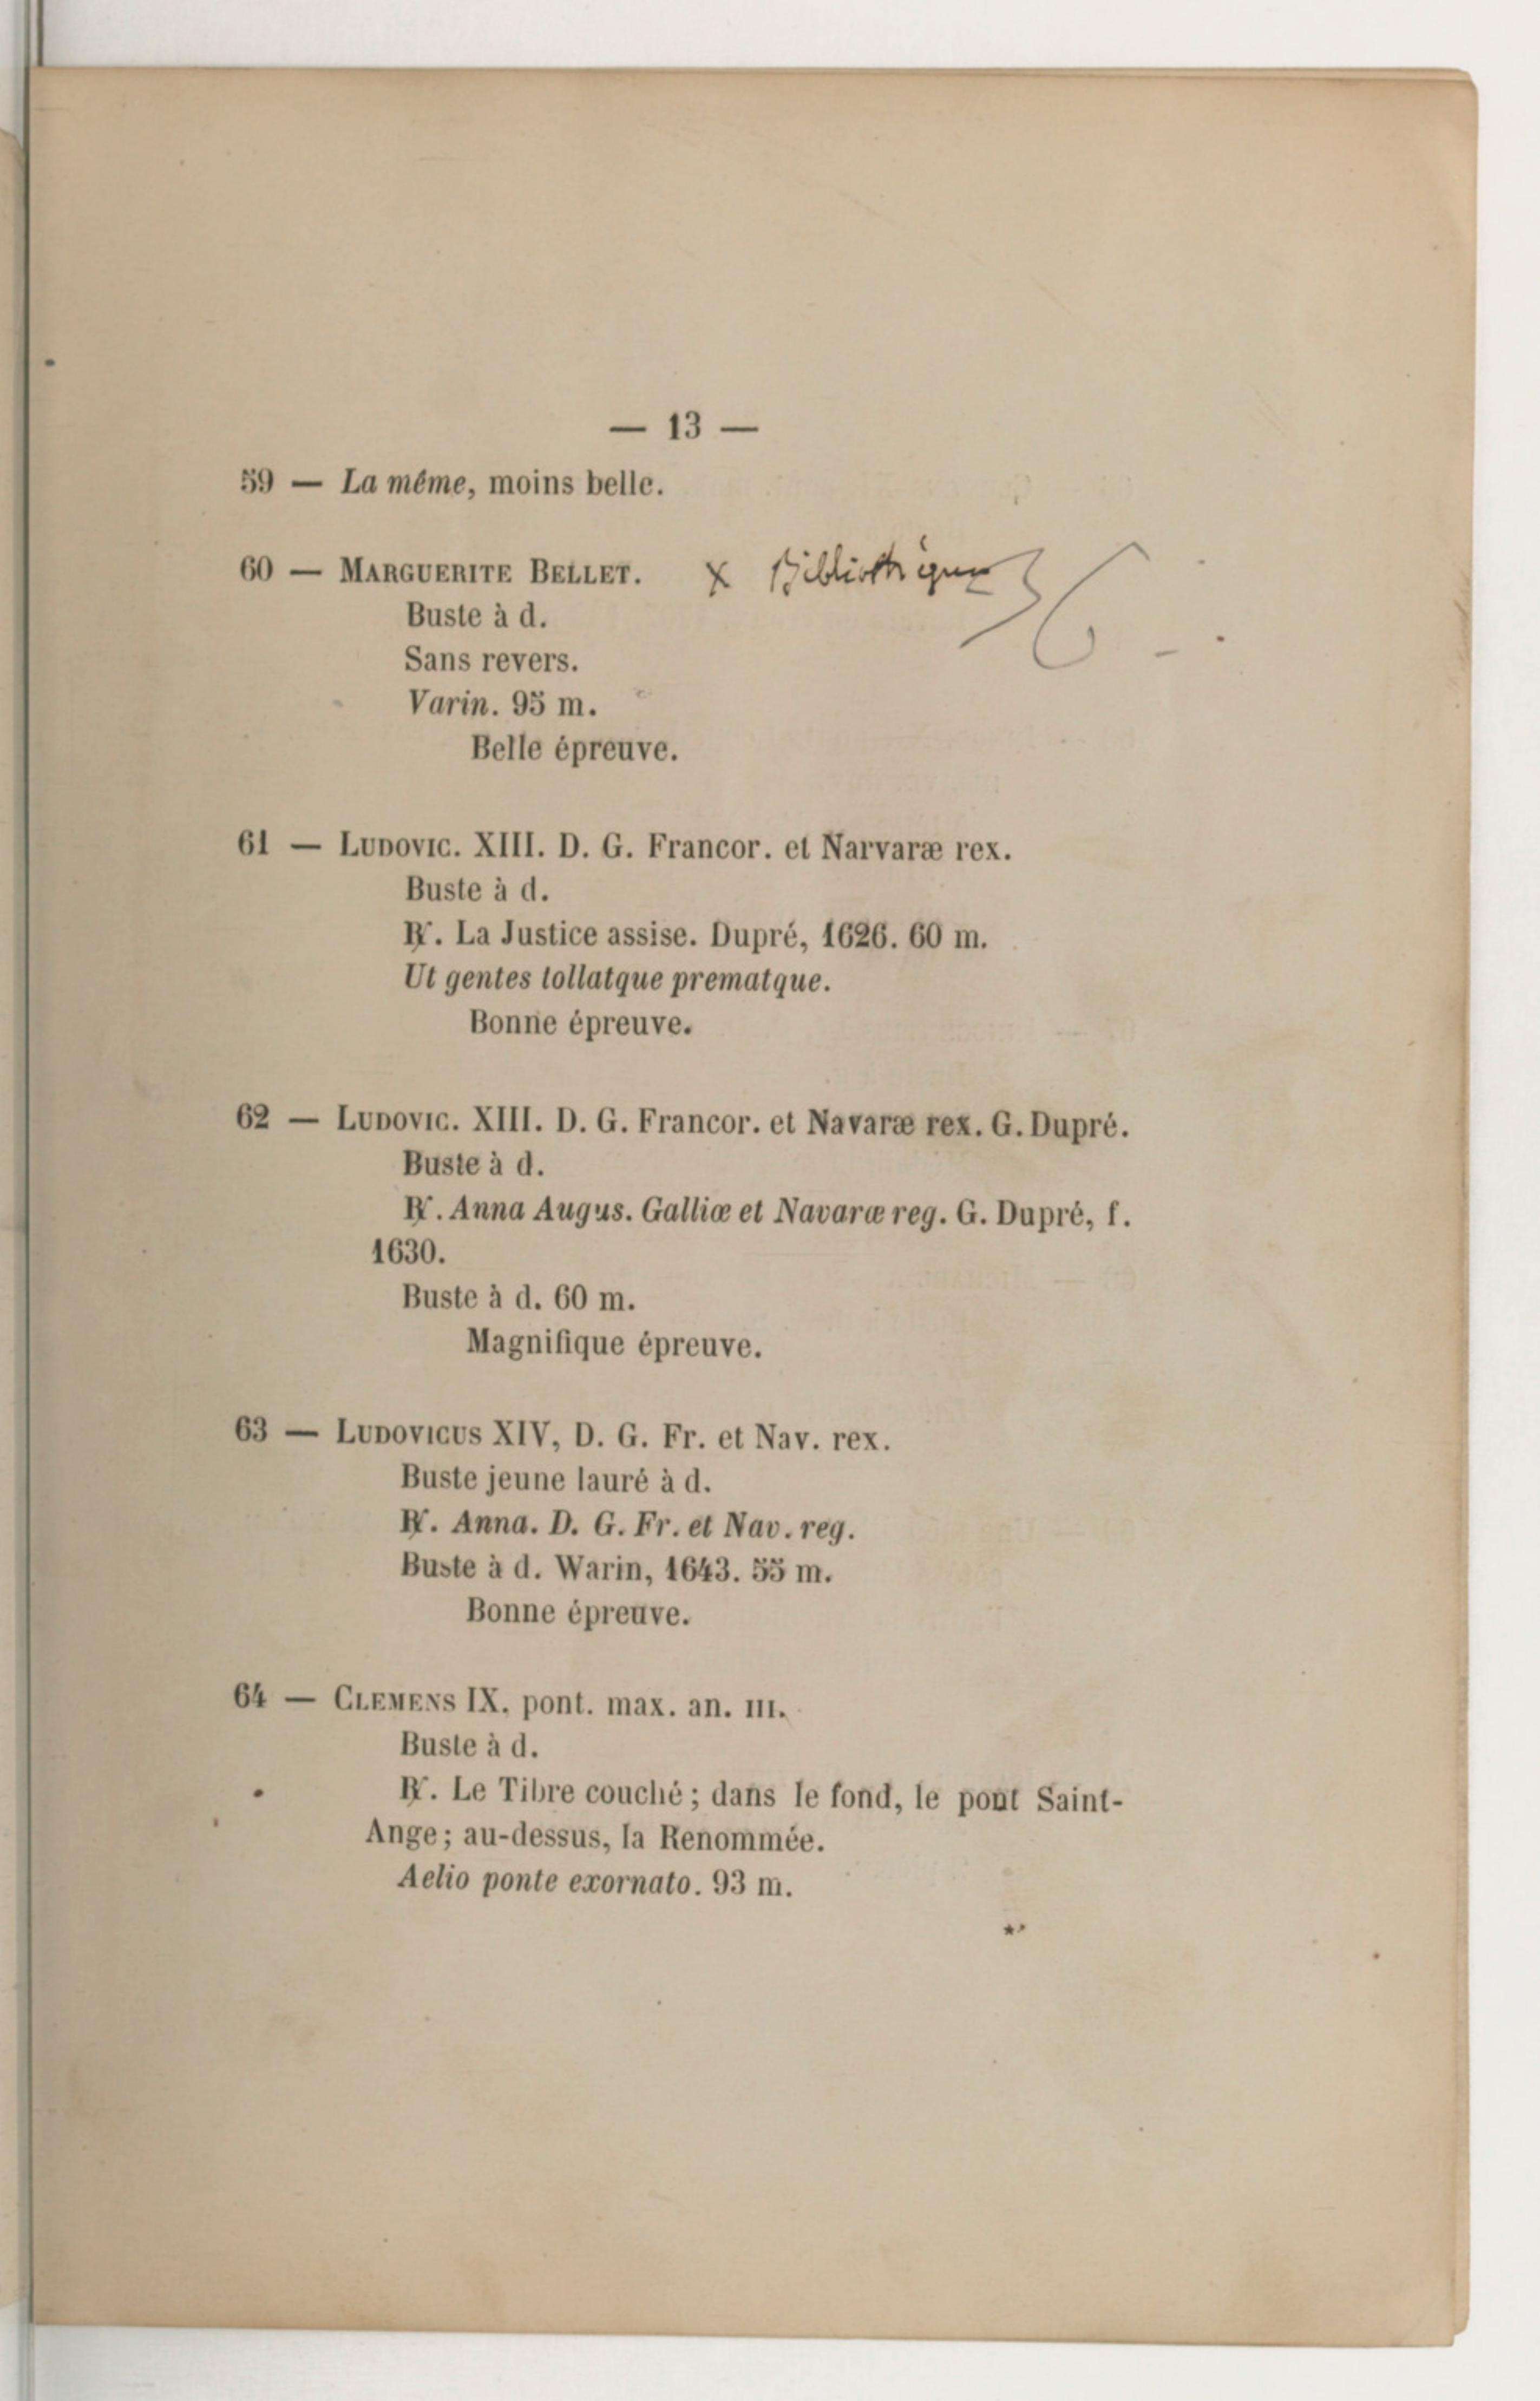 — 13 —
59 — La même, moins belle.
60 — MARGUERITE BELLET. X Bibliothèque 36 -
Buste à d.
Sans revers.
Varin. 95 m.
Belle épreuve.
61 — LUDOVIC. XIII. D. G. Francor. et Narvaræ rex.
Buste à d.
℟. La Justice assise. Dupré, 1626. 60 m.
Ut gentes tollatque prematque.
Bonne épreuve.
62 — LUDOVIC. XIII. D. G. Francor. et Navaræ rex. G. Dupré.
Buste à d.
℟. Anna Augus. Galliæ et Navaræ reg. G. Dupré, f.
1630.
Buste à d. 60 m.
Magnifique épreuve.
63 — LUDOVICUS XIV, D. G. Fr. et Nav. rex.
Buste jeune lauré à d.
℟. Anna. D. G. Fr. et Nav. reg.
Buste à d. Warin, 1643. 55 m.
Bonne épreuve.
64 — CLEMENS IX, pont. max. an. III.
Buste à d.
℟. Le Tibre couché ; dans le fond, le pont Saint-
Ange ; au-dessus, la Renommée.
Aelio ponte exornato. 93 m.
*